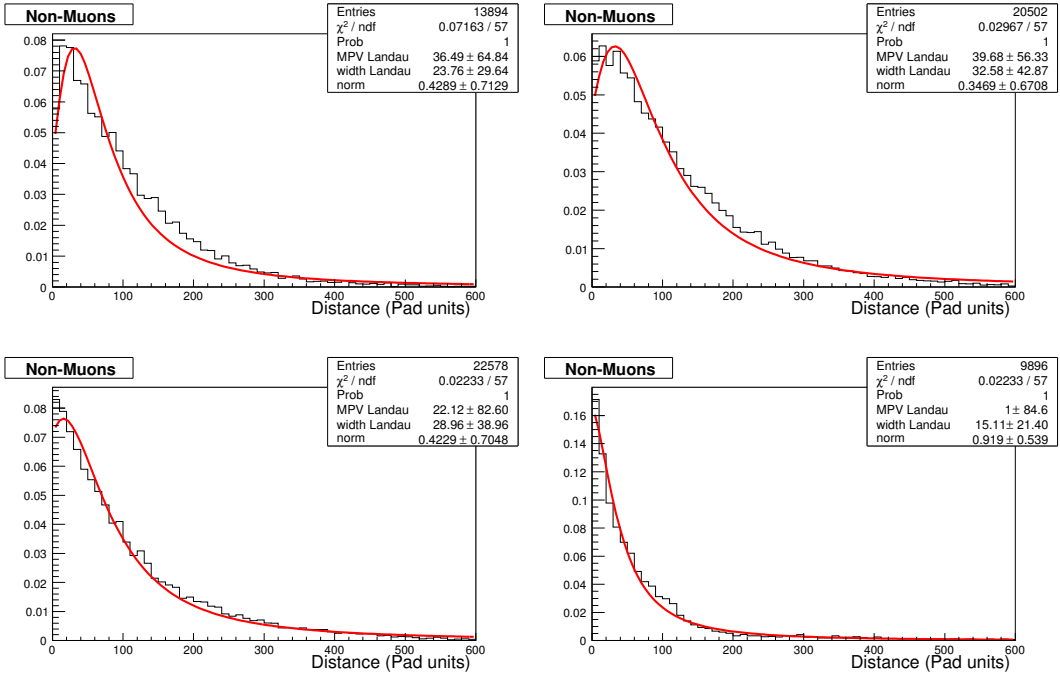 Non-Muons
Entries 13894
χ² / ndf 0.07163 / 57
Prob 1
MPV Landau 36.49 ± 64.84
width Landau 23.76 ± 29.64
norm 0.4289 ± 0.7129
0.08
0.07
0.06
0.05
0.04
0.03
0.02
0.01
0
0 100 200 300 400 500 600
Distance (Pad units)
Non-Muons
Entries 20502
χ² / ndf 0.02967 / 57
Prob 1
MPV Landau 39.68 ± 56.33
width Landau 32.58 ± 42.87
norm 0.3469 ± 0.6708
0.06
0.05
0.04
0.03
0.02
0.01
0
0 100 200 300 400 500 600
Distance (Pad units)
Non-Muons
Entries 22578
χ² / ndf 0.02233 / 57
Prob 1
MPV Landau 22.12 ± 82.60
width Landau 28.96 ± 38.96
norm 0.4229 ± 0.7048
0.08
0.07
0.06
0.05
0.04
0.03
0.02
0.01
0
0 100 200 300 400 500 600
Distance (Pad units)
Non-Muons
Entries 9896
χ² / ndf 0.02233 / 57
Prob 1
MPV Landau 1 ± 84.6
width Landau 15.11 ± 21.40
norm 0.919 ± 0.539
0.16
0.14
0.12
0.1
0.08
0.06
0.04
0.02
0
0 100 200 300 400 500 600
Distance (Pad units)